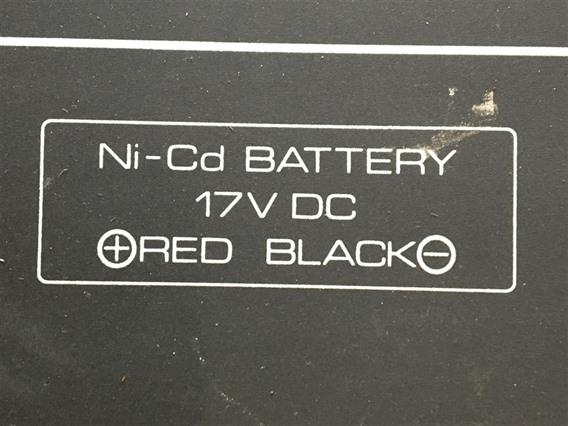 Ni-Cd BATTERY
17V DC
⊕RED BLACK⊖